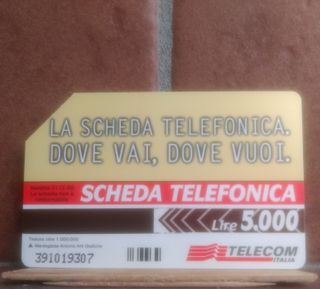 LA SCHEDA TELEFONICA.
DOVE VAI, DOVE VUOI.
SCHEDA TELEFONICA
Lire 5.000
391019307
TELECOM
ITALIA